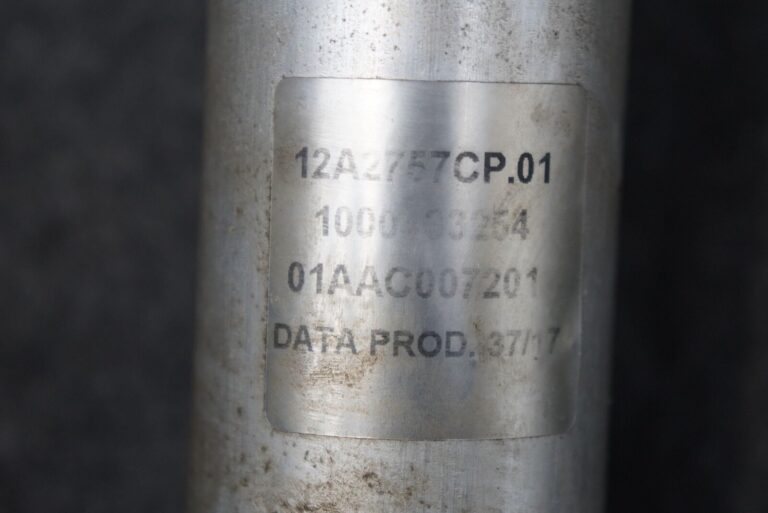 12A2757CP.01
01AAC007201
DATA PROD. 37/17